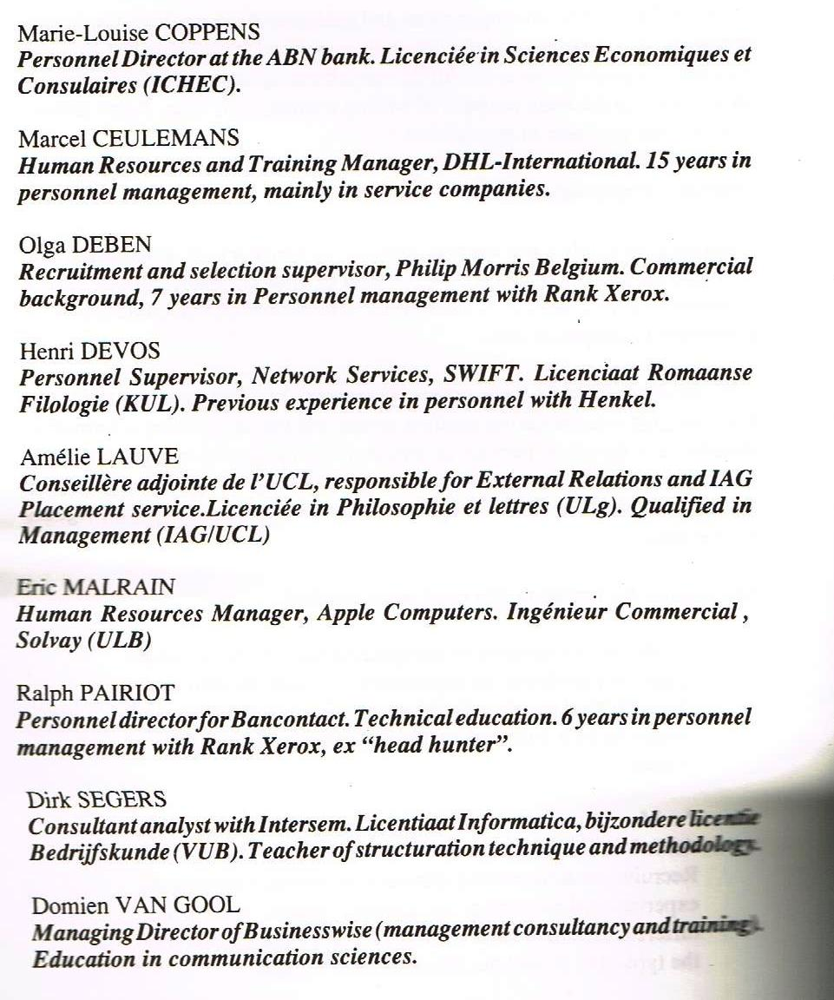 Marie-Louise COPPENS
Personnel Director at the ABN bank. Licenciée in Sciences Economiques et
Consulaires (ICHEC).
Marcel CEULEMANS
Human Resources and Training Manager, DHL-International. 15 years in
personnel management, mainly in service companies.
Olga DEBEN
Recruitment and selection supervisor, Philip Morris Belgium. Commercial
background, 7 years in Personnel management with Rank Xerox.
Henri DEVOS
Personnel Supervisor, Network Services, SWIFT. Licenciaat Romaanse
Filologie (KUL). Previous experience in personnel with Henkel.
Amélie LAUVE
Conseillère adjointe de l'UCL, responsible for External Relations and IAG
Placement service.Licenciée in Philosophie et lettres (ULg). Qualified in
Management (IAG/UCL)
Eric MALRAIN
Human Resources Manager, Apple Computers. Ingénieur Commercial ,
Solvay (ULB)
Ralph PAIRIOT
Personnel director for Bancontact. Technical education. 6 years in personnel
management with Rank Xerox, ex “head hunter”.
Dirk SEGERS
Consultant analyst with Intersem. Licentiaat Informatica, bijzondere licentie
Bedrijfskunde (VUB). Teacher of structuration technique and methodology.
Domien VAN GOOL
Managing Director of Businesswise (management consultancy and training).
Education in communication sciences.